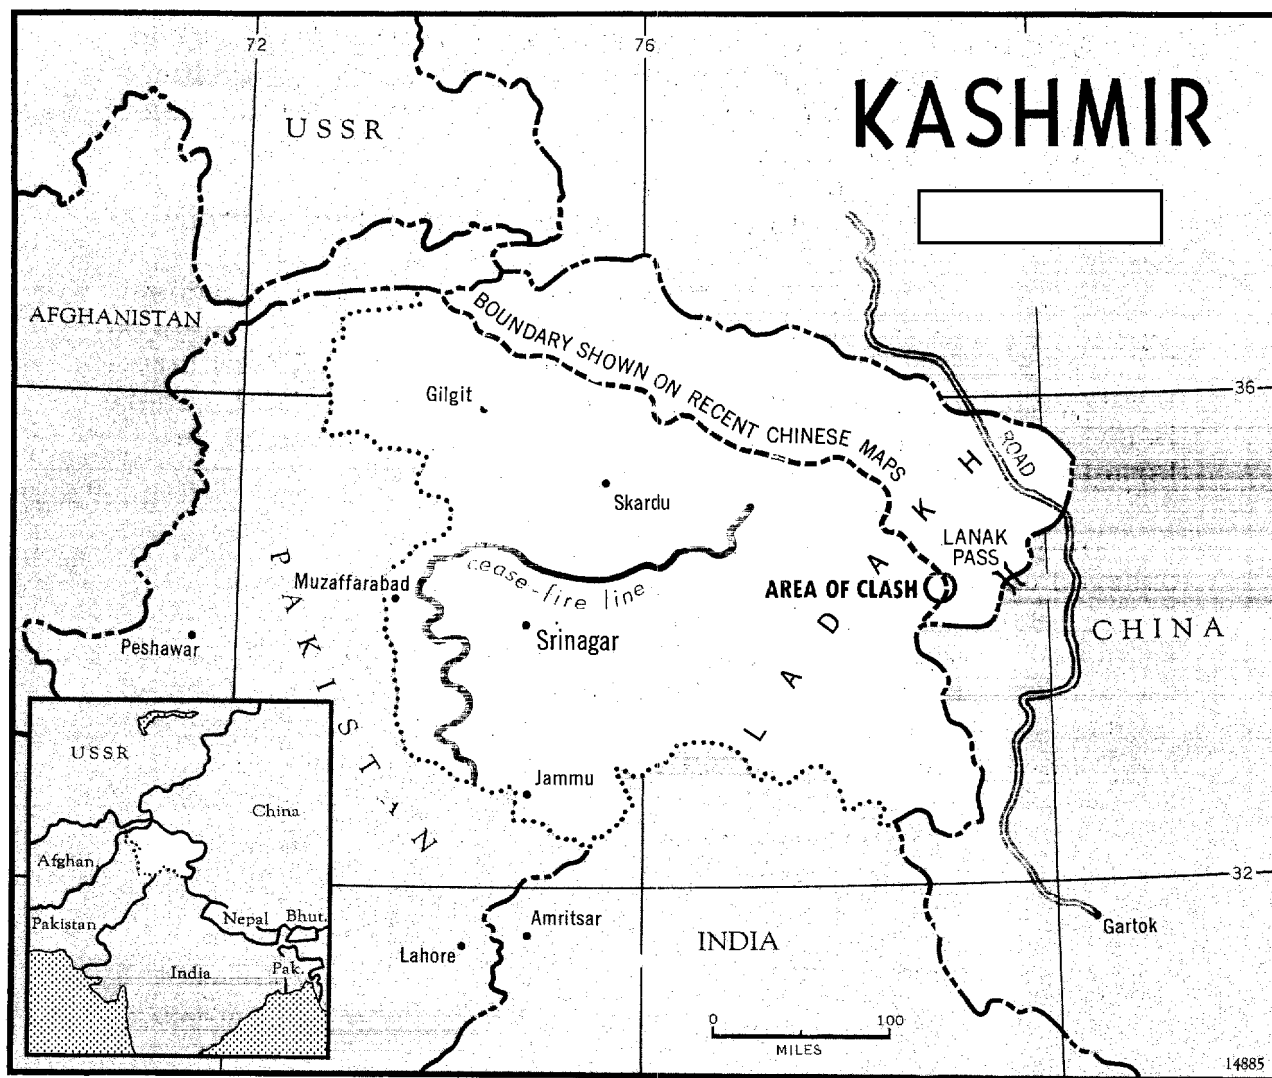 72
76
KASHMIR
USSR
AFGHANISTAN
BOUNDARY SHOWN ON RECENT CHINESE MAPS
36
Gilgit
ROAD
Skardu
LADAKH
LANAK
PASS
cease-fire line
Muzaffarabad
AREA OF CLASH
PAKISTAN
Srinagar
CHINA
Peshawar
Jammu
32
Amritsar
Gartok
Lahore
INDIA
0 100
MILES
14885
USSR
China
Afghan.
Pakistan
Nepal
Bhut.
India
Pak.